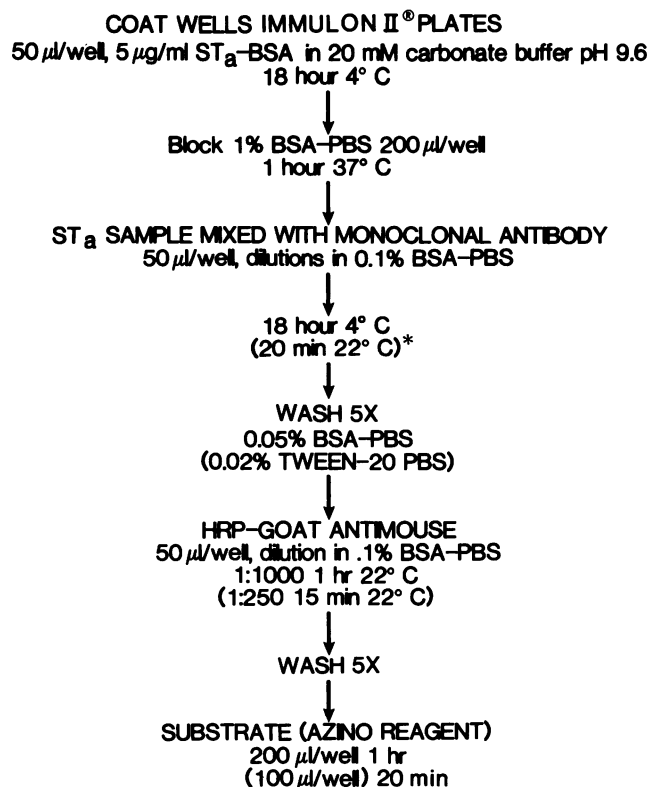 COAT WELLS IMMULON II® PLATES
50 µl/well, 5 µg/ml STa-BSA in 20 mM carbonate buffer pH 9.6
18 hour 4° C
Block 1% BSA-PBS 200 µl/well
1 hour 37° C
STa SAMPLE MIXED WITH MONOCLONAL ANTIBODY
50 µl/well, dilutions in 0.1% BSA-PBS
18 hour 4° C
(20 min 22° C)*
WASH 5X
0.05% BSA-PBS
(0.02% TWEEN-20 PBS)
HRP-GOAT ANTIMOUSE
50 µl/well, dilution in .1% BSA-PBS
1:1000 1 hr 22° C
(1:250 15 min 22° C)
WASH 5X
SUBSTRATE (AZINO REAGENT)
200 µl/well 1 hr
(100 µl/well) 20 min